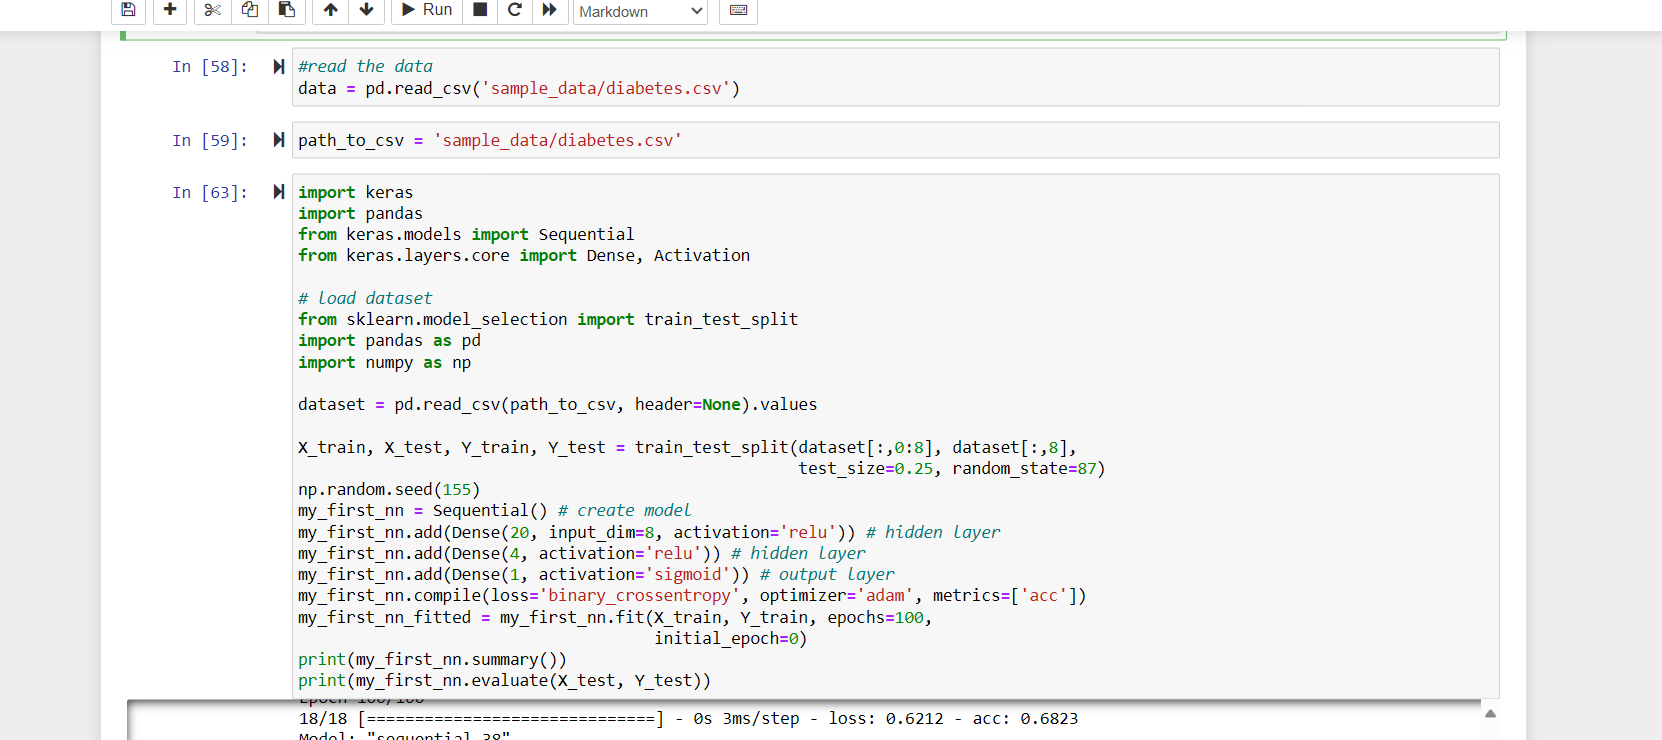 Run
Markdown
In [58]:
#read the data
data = pd.read_csv('sample_data/diabetes.csv')
In [59]:
path_to_csv = 'sample_data/diabetes.csv'
In [63]:
import keras
import pandas
from keras.models import Sequential
from keras.layers.core import Dense, Activation
# load dataset
from sklearn.model_selection import train_test_split
import pandas as pd
import numpy as np
dataset = pd.read_csv(path_to_csv, header=None).values
X_train, X_test, Y_train, Y_test = train_test_split(dataset[:,0:8], dataset[:,8],
test_size=0.25, random_state=87)
np.random.seed(155)
my_first_nn = Sequential() # create model
my_first_nn.add(Dense(20, input_dim=8, activation='relu')) # hidden layer
my_first_nn.add(Dense(4, activation='relu')) # hidden layer
my_first_nn.add(Dense(1, activation='sigmoid')) # output layer
my_first_nn.compile(loss='binary_crossentropy', optimizer='adam', metrics=['acc'])
my_first_nn_fitted = my_first_nn.fit(X_train, Y_train, epochs=100,
initial_epoch=0)
print(my_first_nn.summary())
print(my_first_nn.evaluate(X_test, Y_test))
Epoch 100/100
18/18 [==============================] - 0s 3ms/step - loss: 0.6212 - acc: 0.6823
Model: "sequential_38"